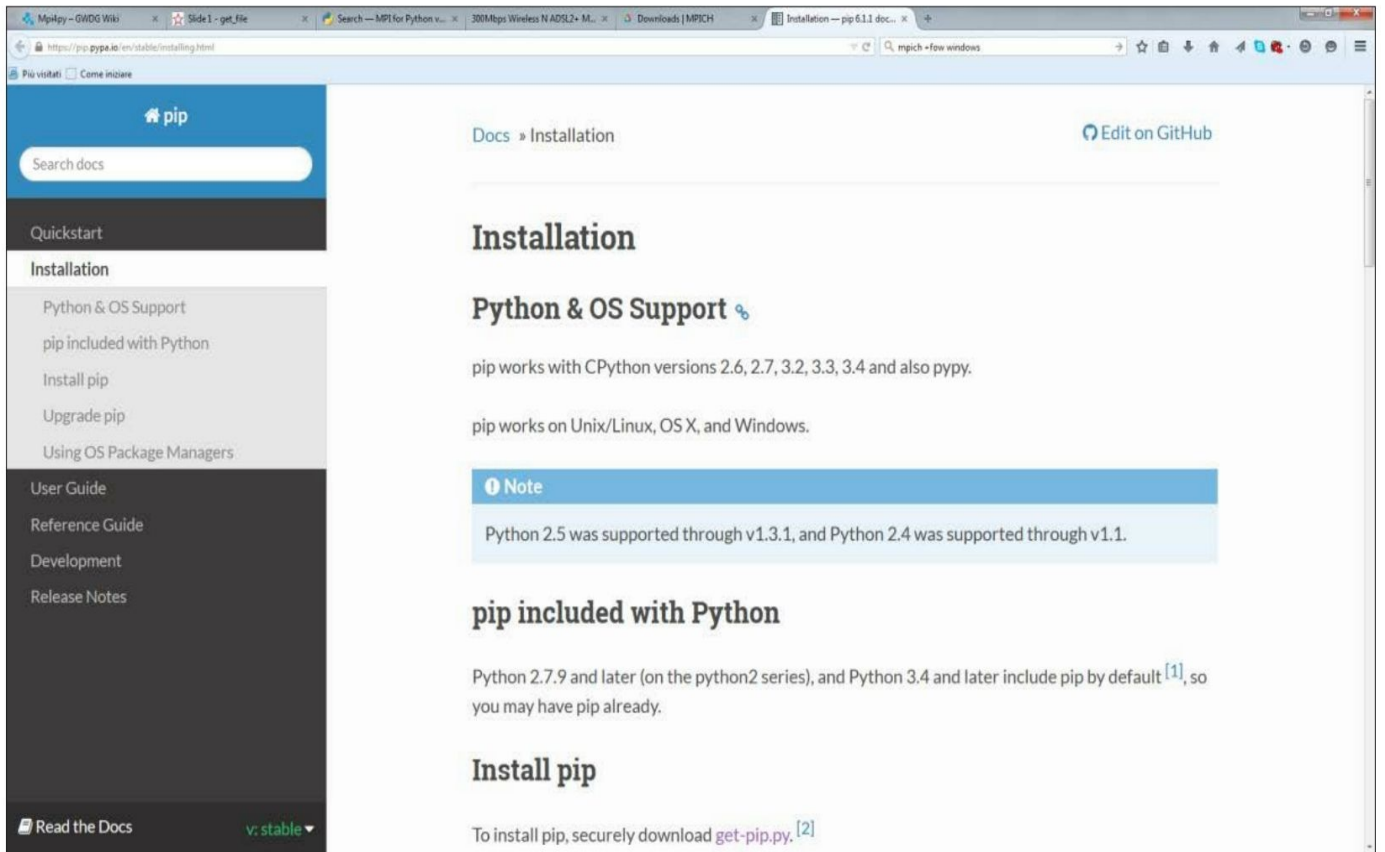 Mpi4py – GWDG Wiki
Slide 1 - get_file
Search — MPI for Python v...
300Mbps Wireless N ADSL2+ M...
Downloads | MPICH
Installation — pip 6.1.1 doc...
https://pip.pypa.io/en/stable/installing.html
mpich +few windows
Più visitati
Come iniziare
pip
Search docs
Quickstart
Installation
Python & OS Support
pip included with Python
Install pip
Upgrade pip
Using OS Package Managers
User Guide
Reference Guide
Development
Release Notes
Read the Docs
v: stable
Docs » Installation
Edit on GitHub
Installation
Python & OS Support
pip works with CPython versions 2.6, 2.7, 3.2, 3.3, 3.4 and also pypy.
pip works on Unix/Linux, OS X, and Windows.
Note
Python 2.5 was supported through v1.3.1, and Python 2.4 was supported through v1.1.
pip included with Python
Python 2.7.9 and later (on the python2 series), and Python 3.4 and later include pip by default [1], so
you may have pip already.
Install pip
To install pip, securely download get-pip.py. [2]